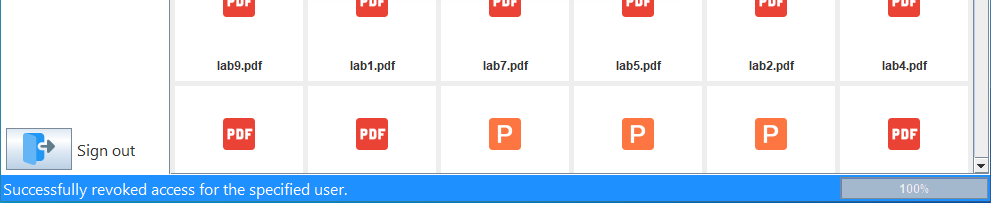 PDF PDF PDF PDF PDF PDF
lab9.pdf lab1.pdf lab7.pdf lab5.pdf lab2.pdf lab4.pdf
PDF PDF P P P PDF
Sign out
Successfully revoked access for the specified user. 100%